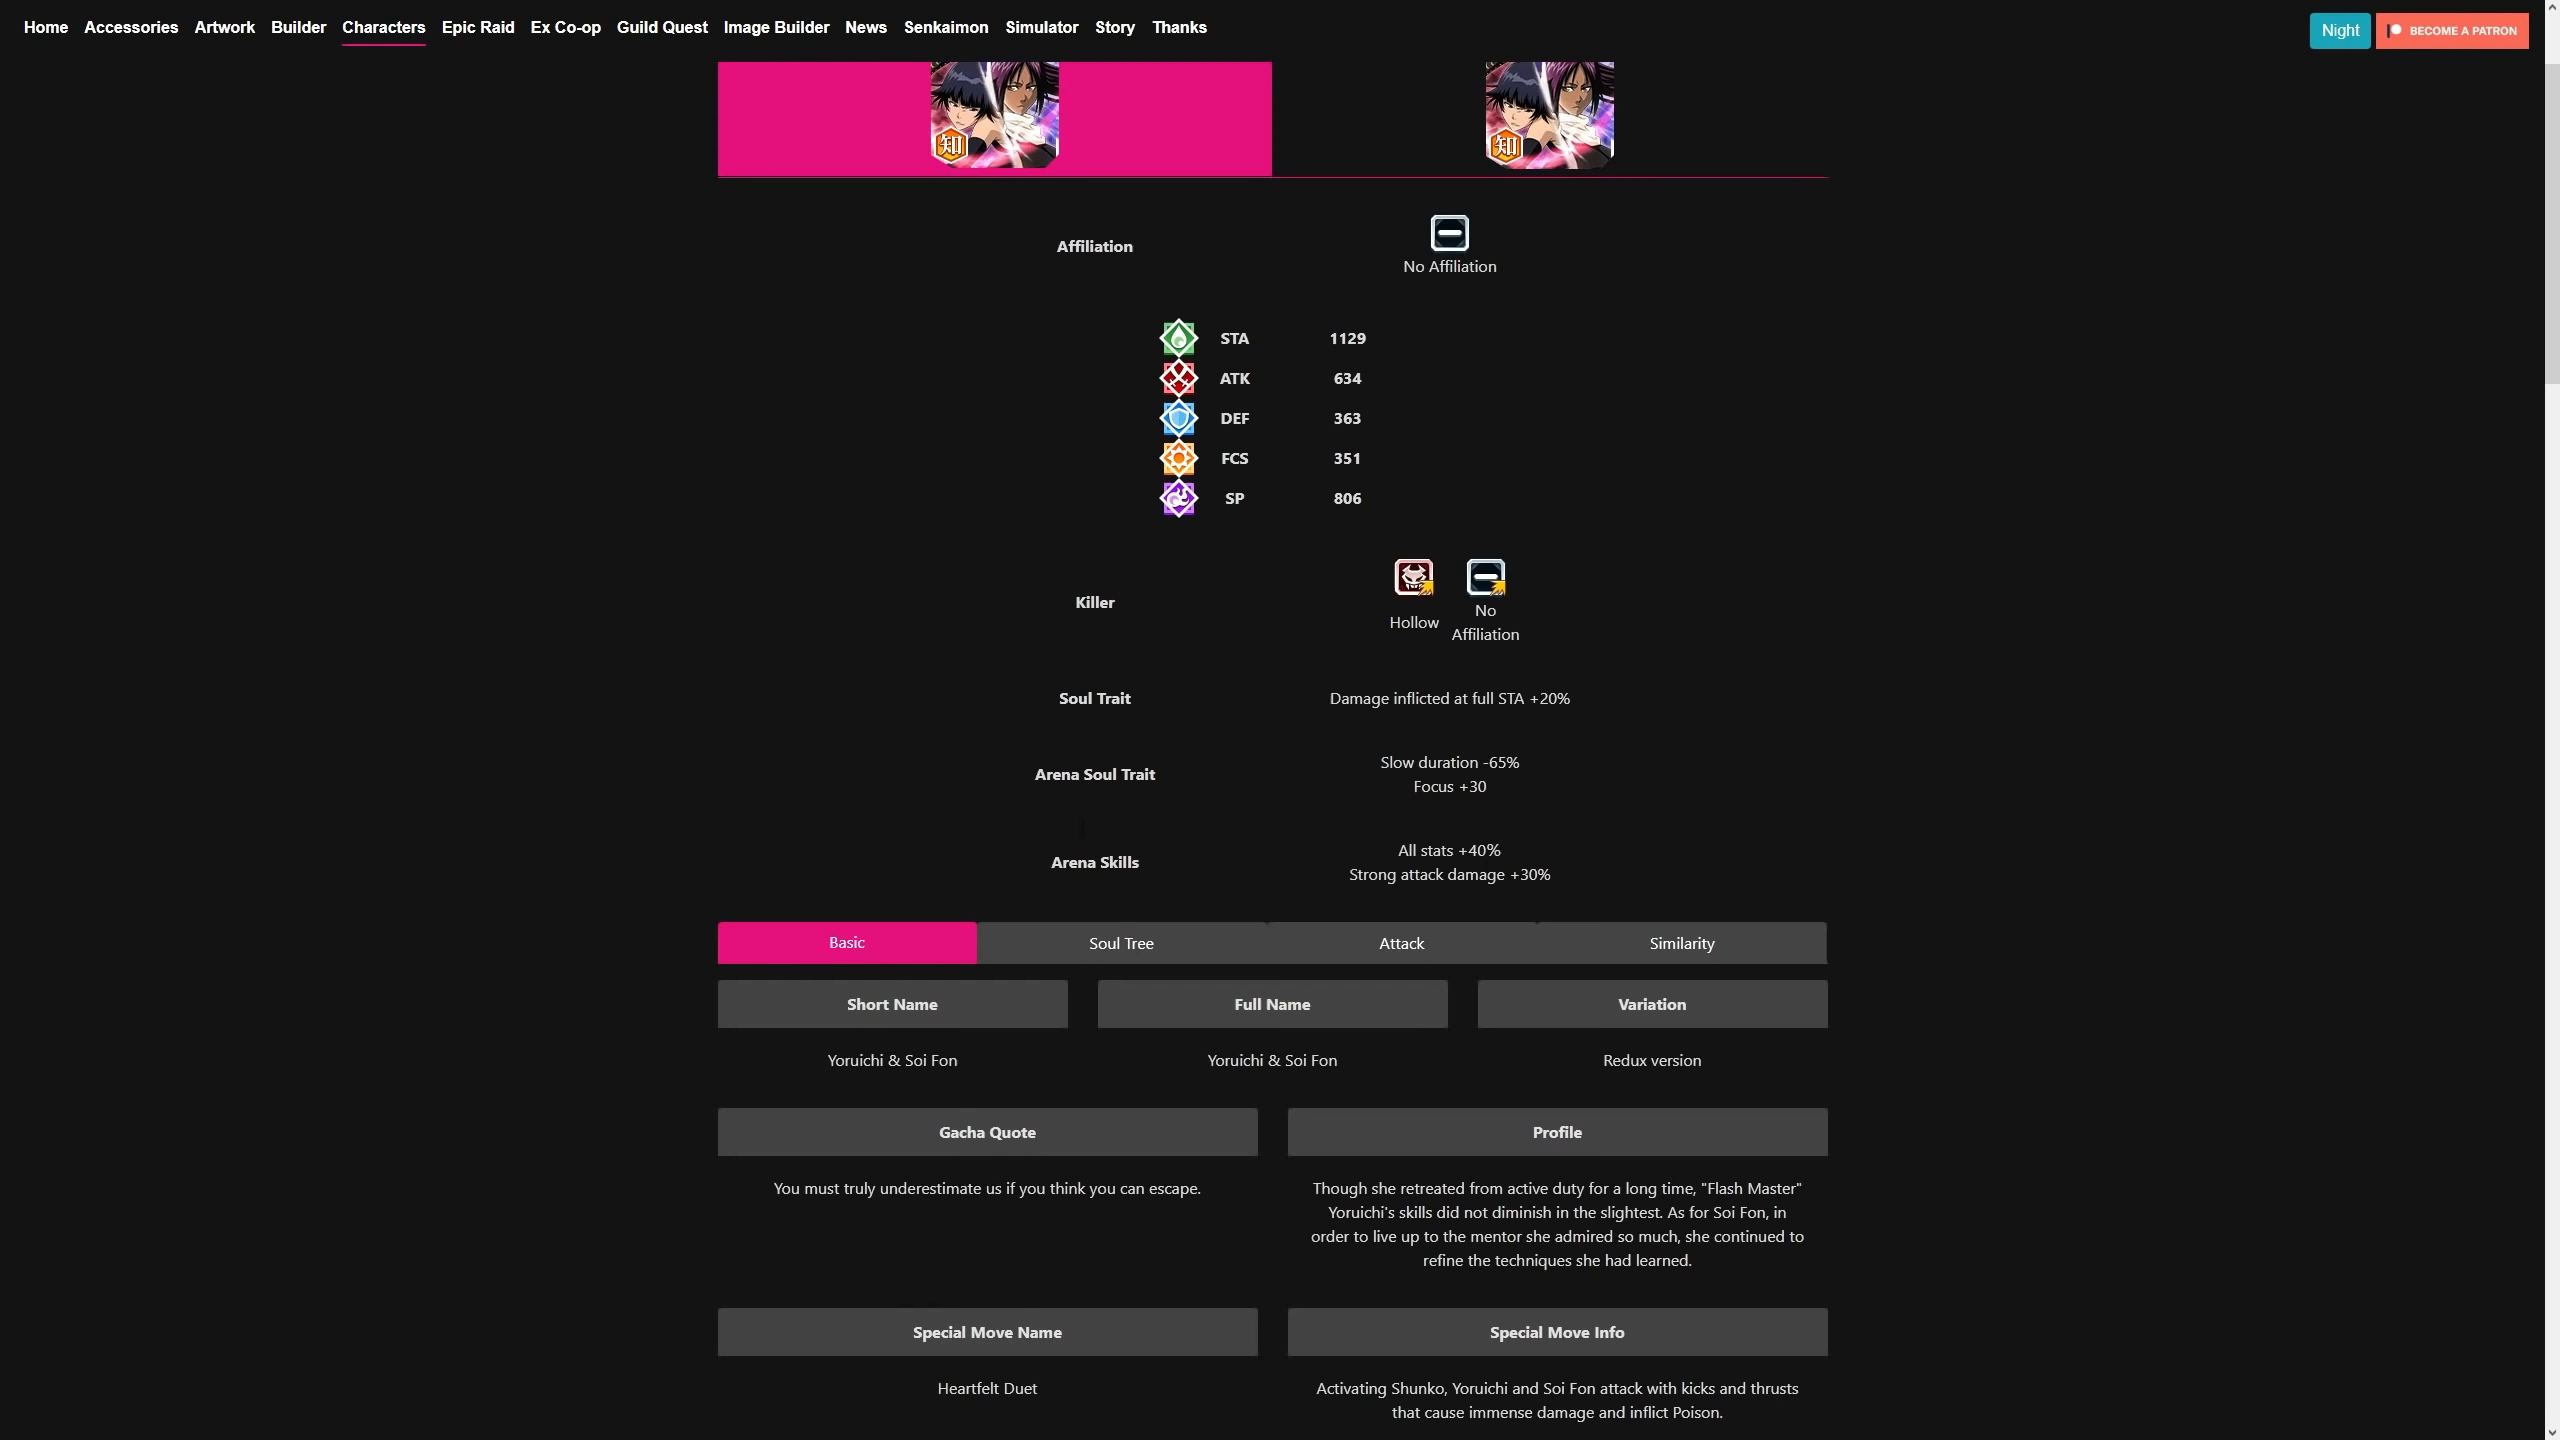 Home Accessories Artwork Builder Characters Epic Raid Ex Co-op Guild Quest Image Builder News Senkaimon Simulator Story Thanks Night BECOME A PATRON
知 知
Affiliation
No Affiliation
STA 1129
ATK 634
DEF 363
FCS 351
SP 806
Killer
Hollow
No
Affiliation
Soul Trait
Damage inflicted at full STA +20%
Arena Soul Trait
Slow duration -65%
Focus +30
Arena Skills
All stats +40%
Strong attack damage +30%
Basic Soul Tree Attack Similarity
Short Name Full Name Variation
Yoruichi & Soi Fon Yoruichi & Soi Fon Redux version
Gacha Quote Profile
You must truly underestimate us if you think you can escape.
Though she retreated from active duty for a long time, "Flash Master"
Yoruichi's skills did not diminish in the slightest. As for Soi Fon, in
order to live up to the mentor she admired so much, she continued to
refine the techniques she had learned.
Special Move Name Special Move Info
Heartfelt Duet
Activating Shunko, Yoruichi and Soi Fon attack with kicks and thrusts
that cause immense damage and inflict Poison.